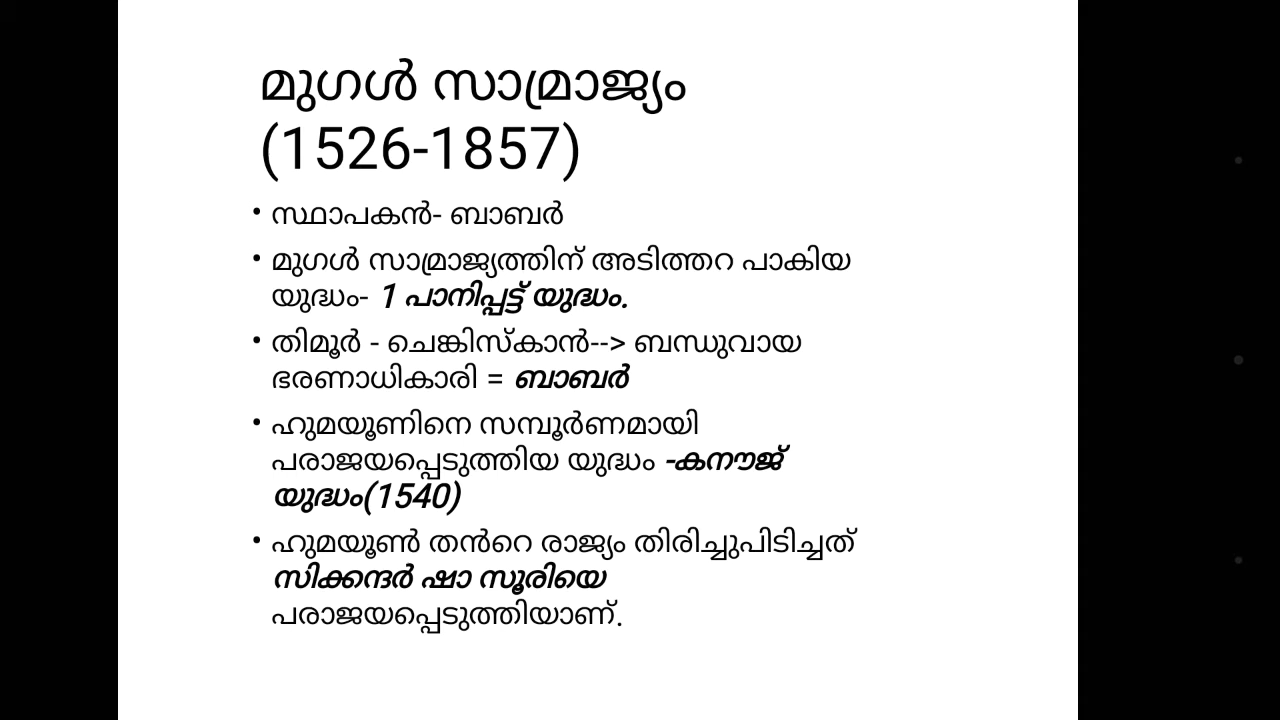 മുഗൾ സാമ്രാജ്യം
(1526-1857)
• സ്ഥാപകൻ- ബാബർ
• മുഗൾ സാമ്രാജ്യത്തിന് അടിത്തറ പാകിയ
യുദ്ധം- 1 പാനിപ്പട്ട് യുദ്ധം.
• തിമൂർ - ചെങ്കിസ്കാൻ--> ബന്ധുവായ
ഭരണാധികാരി = ബാബർ
• ഹുമയൂണിനെ സമ്പൂർണമായി
പരാജയപ്പെടുത്തിയ യുദ്ധം -കനൗജ്
യുദ്ധം(1540)
• ഹുമയൂൺ തൻറെ രാജ്യം തിരിച്ചുപിടിച്ചത്
സിക്കന്ദർ ഷാ സൂരിയെ
പരാജയപ്പെടുത്തിയാണ്.